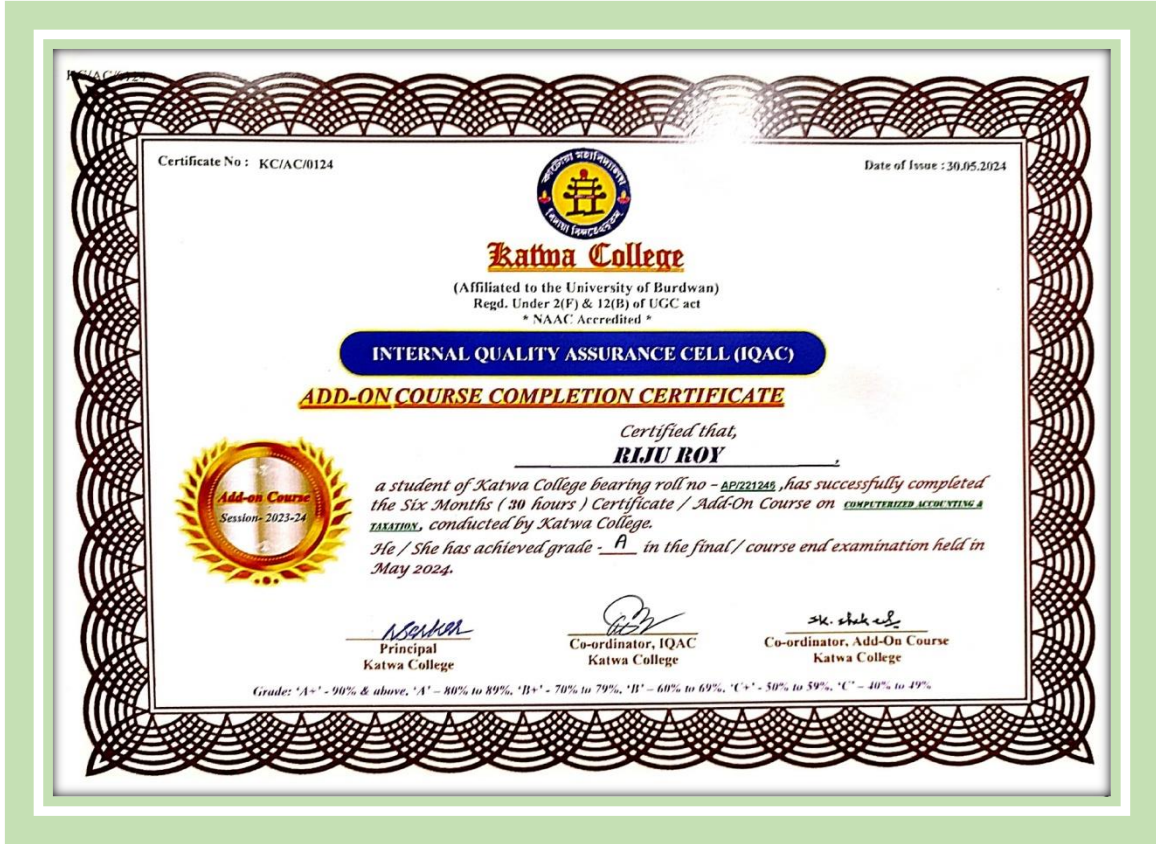 KC/AC/0124
Certificate No : KC/AC/0124
Date of Issue : 30.05.2024
কাটোয়া মহাবিদ্যালয়
Katwa College
(Affiliated to the University of Burdwan)
Regd. Under 2(F) & 12(B) of UGC act
* NAAC Accredited *
INTERNAL QUALITY ASSURANCE CELL (IQAC)
ADD-ON COURSE COMPLETION CERTIFICATE
Certified that,
RIJU ROY ,
a student of Katwa College bearing roll no - AP/221246 ,has successfully completed
the Six Months ( 30 hours ) Certificate / Add-On Course on COMPUTERIZED ACCOUNTING &
TAXATION , conducted by Katwa College.
He / She has achieved grade - A in the final / course end examination held in
May 2024.
Add-on Course
Session- 2023-24
Principal
Katwa College
Co-ordinator, IQAC
Katwa College
Co-ordinator, Add-On Course
Katwa College
Grade: 'A+' - 90% & above, 'A' – 80% to 89%, 'B+' - 70% to 79%, 'B' – 60% to 69%, 'C+' - 50% to 59%, 'C' – 40% to 49%